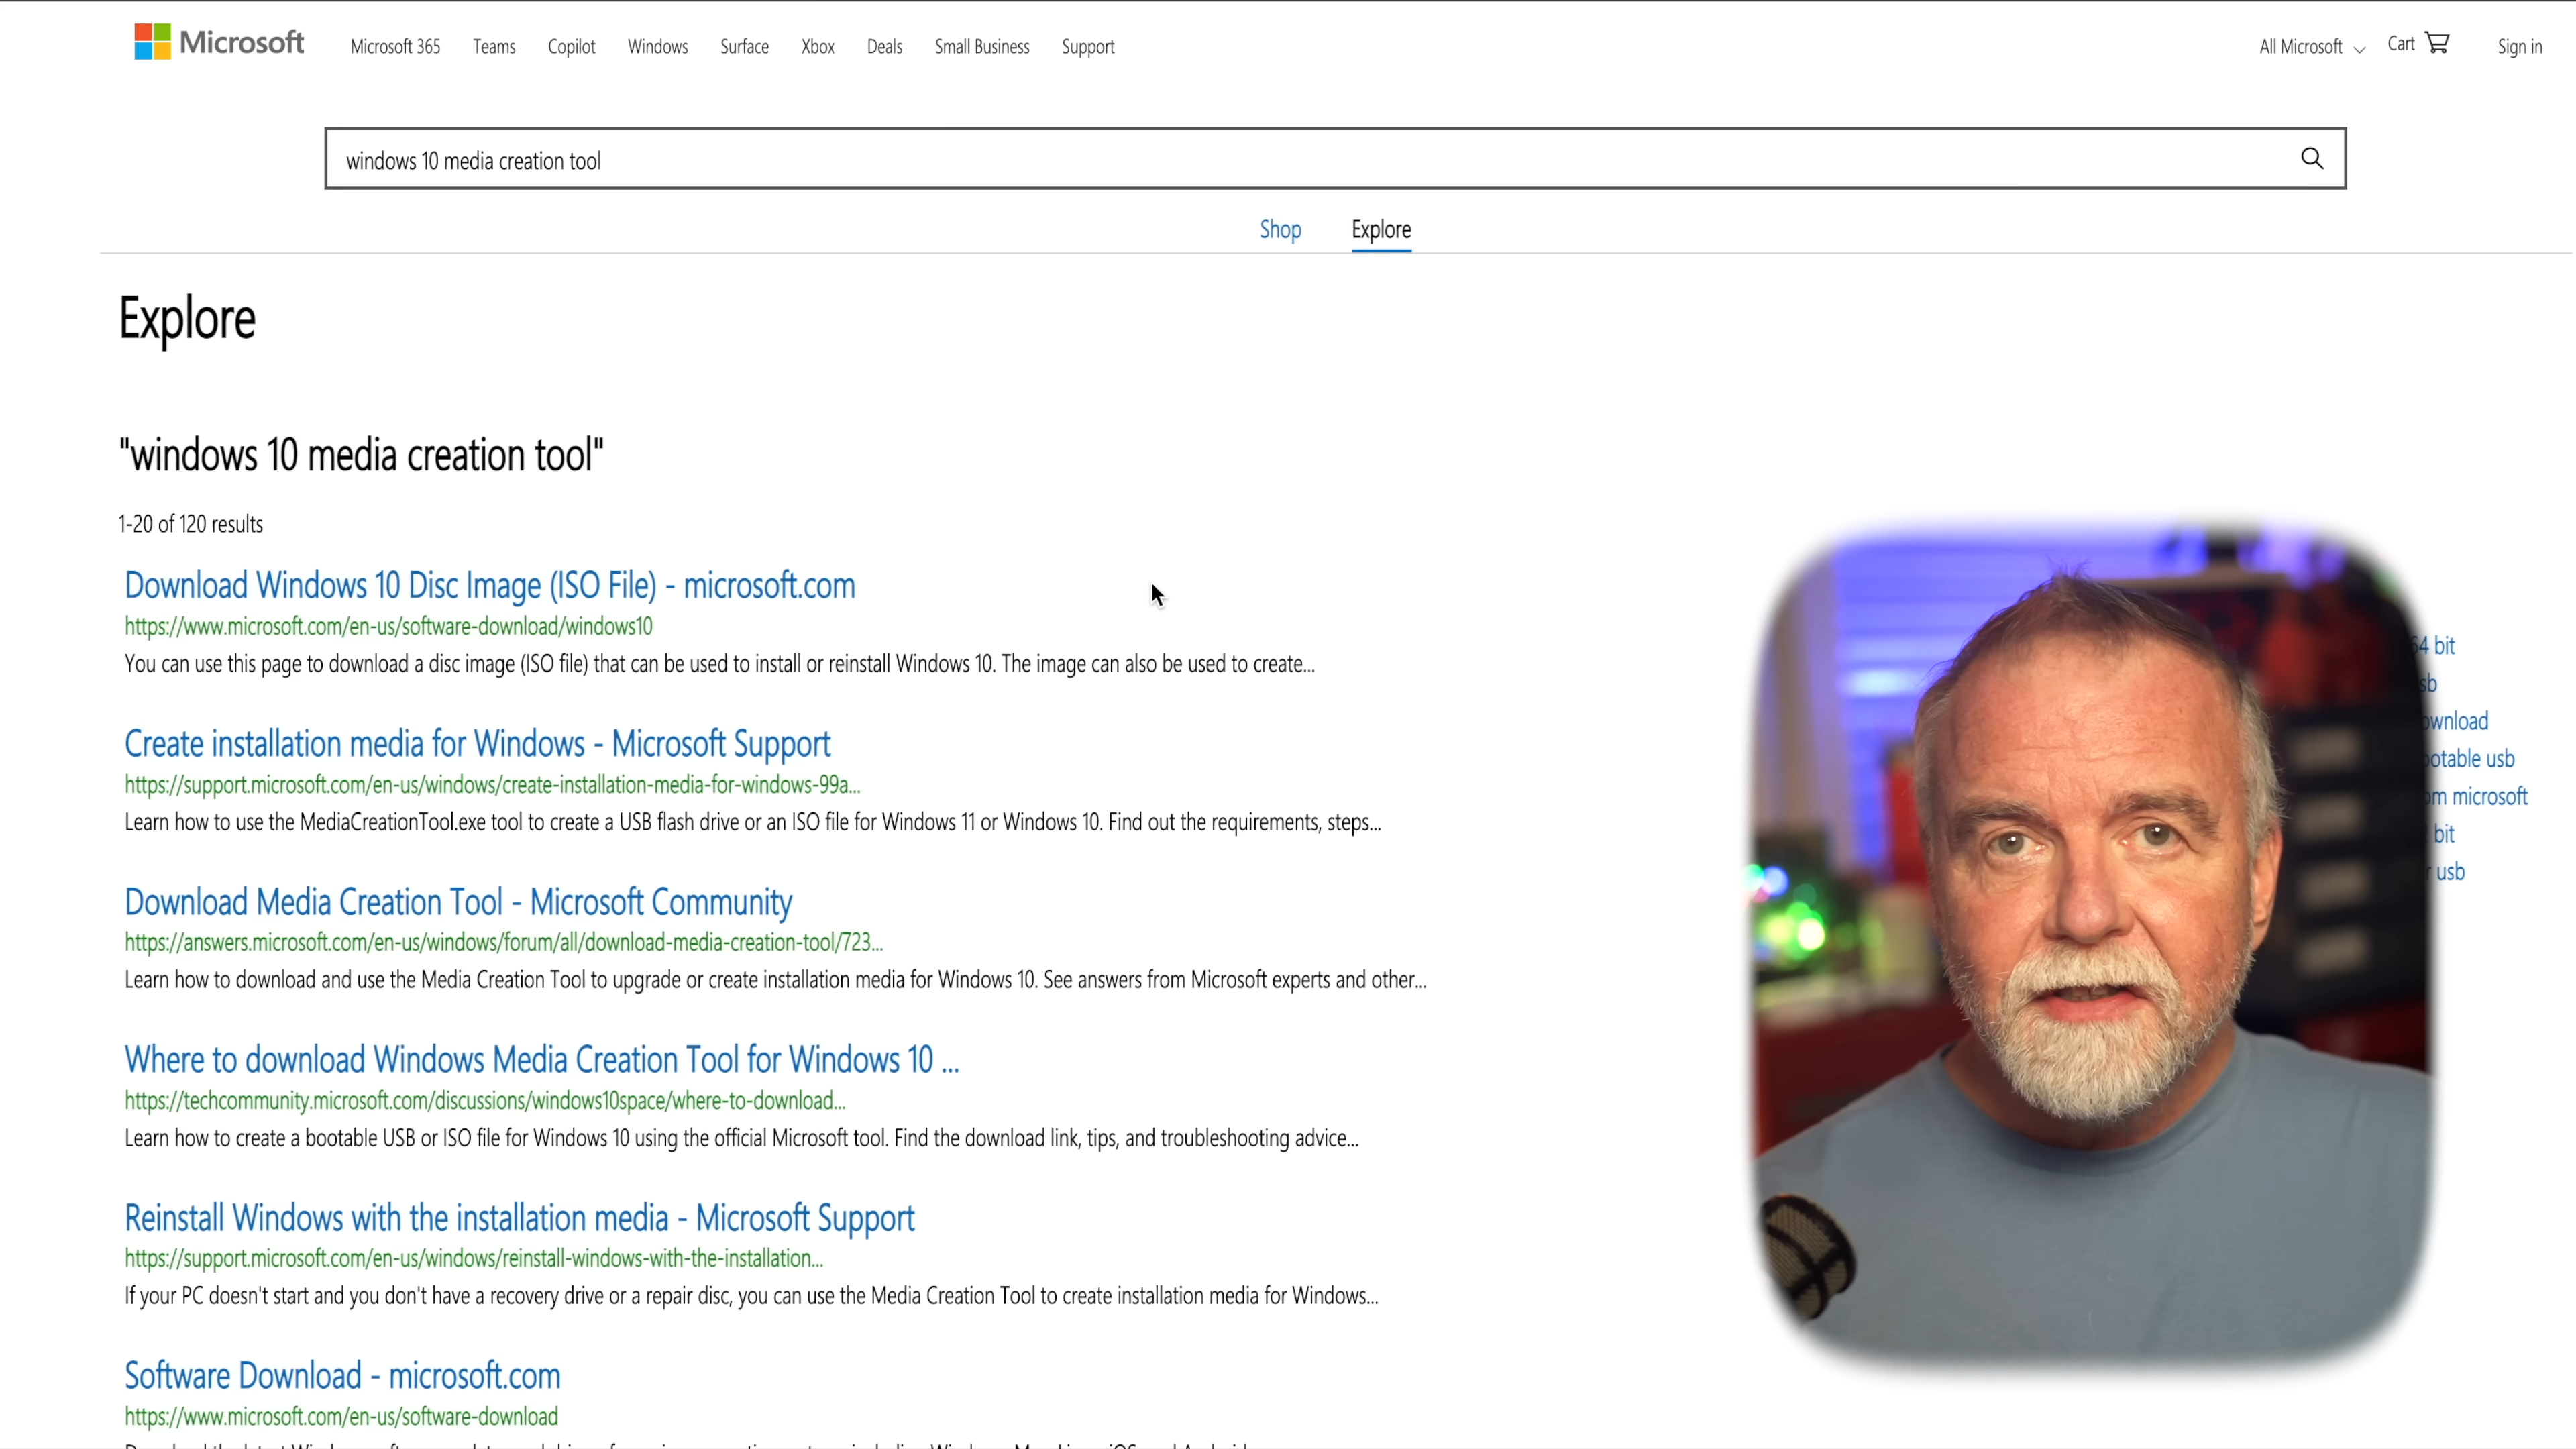 Microsoft
Microsoft 365 Teams Copilot Windows Surface Xbox Deals Small Business Support
All Microsoft Cart Sign in
windows 10 media creation tool
Shop Explore
Explore
"windows 10 media creation tool"
1-20 of 120 results
Download Windows 10 Disc Image (ISO File) - microsoft.com
https://www.microsoft.com/en-us/software-download/windows10
You can use this page to download a disc image (ISO file) that can be used to install or reinstall Windows 10. The image can also be used to create...
Create installation media for Windows - Microsoft Support
https://support.microsoft.com/en-us/windows/create-installation-media-for-windows-99a...
Learn how to use the MediaCreationTool.exe tool to create a USB flash drive or an ISO file for Windows 11 or Windows 10. Find out the requirements, steps...
Download Media Creation Tool - Microsoft Community
https://answers.microsoft.com/en-us/windows/forum/all/download-media-creation-tool/723...
Learn how to download and use the Media Creation Tool to upgrade or create installation media for Windows 10. See answers from Microsoft experts and other...
Where to download Windows Media Creation Tool for Windows 10 ...
https://techcommunity.microsoft.com/discussions/windows10space/where-to-download...
Learn how to create a bootable USB or ISO file for Windows 10 using the official Microsoft tool. Find the download link, tips, and troubleshooting advice...
Reinstall Windows with the installation media - Microsoft Support
https://support.microsoft.com/en-us/windows/reinstall-windows-with-the-installation...
If your PC doesn't start and you don't have a recovery drive or a repair disc, you can use the Media Creation Tool to create installation media for Windows...
Software Download - microsoft.com
https://www.microsoft.com/en-us/software-download
64 bit
microsoft
bit
usb